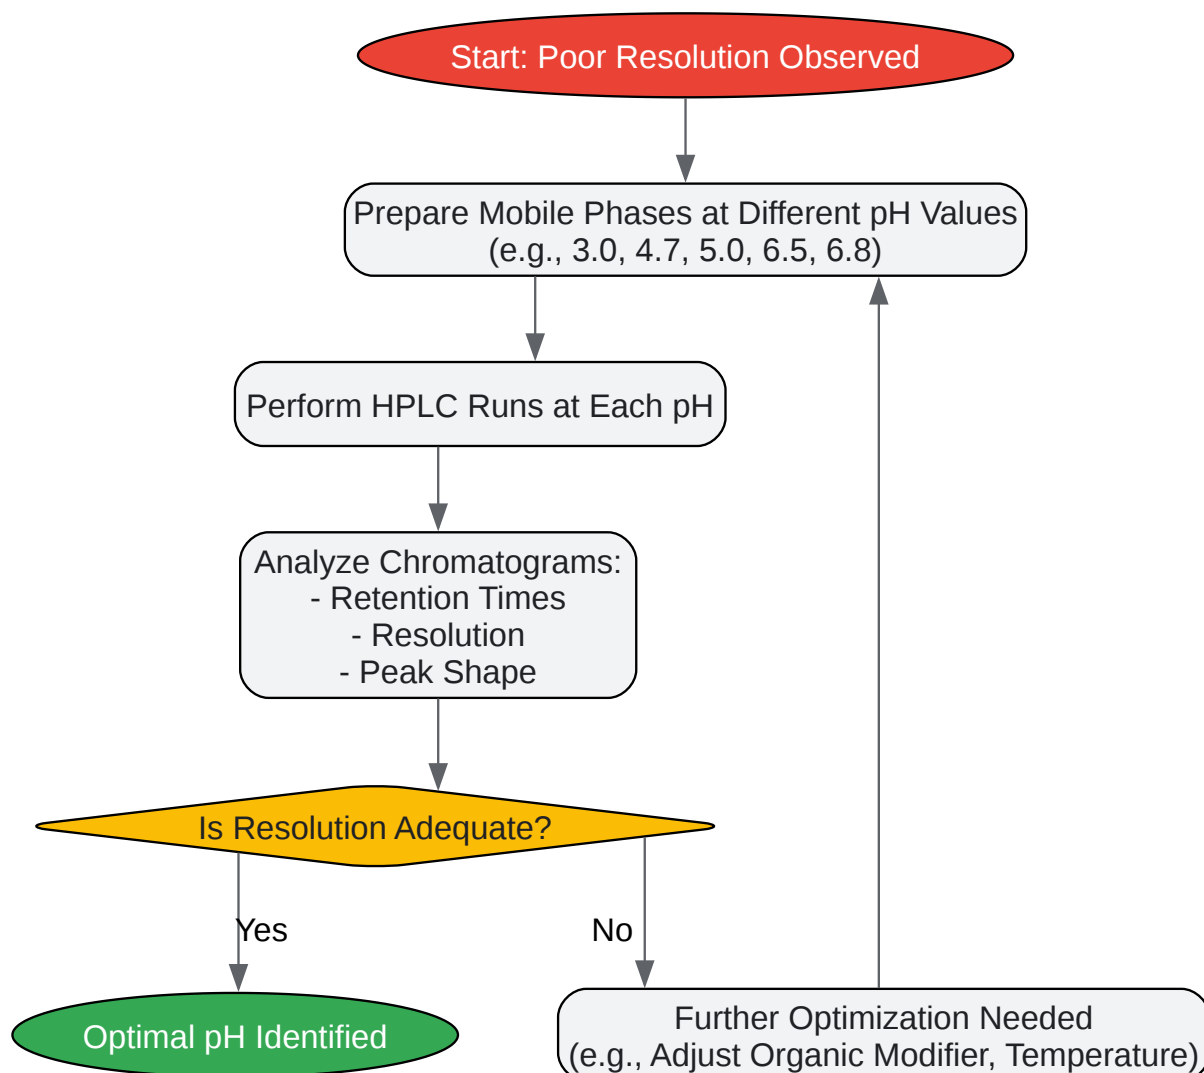 Start: Poor Resolution Observed
Prepare Mobile Phases at Different pH Values
(e.g., 3.0, 4.7, 5.0, 6.5, 6.8)
Perform HPLC Runs at Each pH
Analyze Chromatograms:
- Retention Times
- Resolution
- Peak Shape
Is Resolution Adequate?
Yes
No
Optimal pH Identified
Further Optimization Needed
(e.g., Adjust Organic Modifier, Temperature)